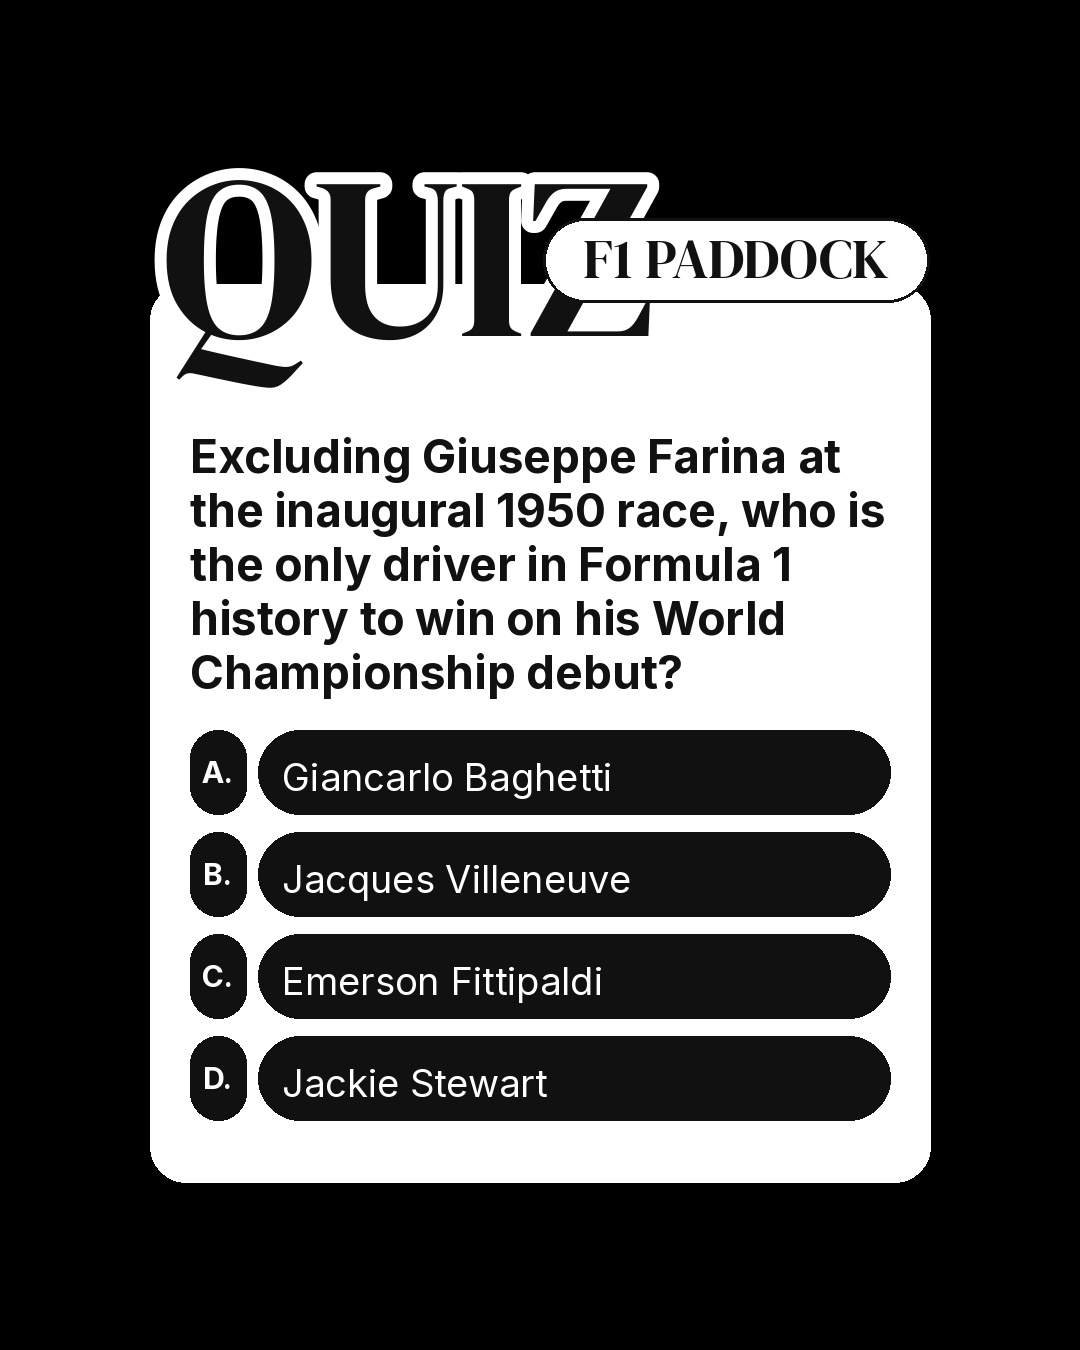 QUIZ
F1 PADDOCK
Excluding Giuseppe Farina at
the inaugural 1950 race, who is
the only driver in Formula 1
history to win on his World
Championship debut?
A. Giancarlo Baghetti
B. Jacques Villeneuve
C. Emerson Fittipaldi
D. Jackie Stewart